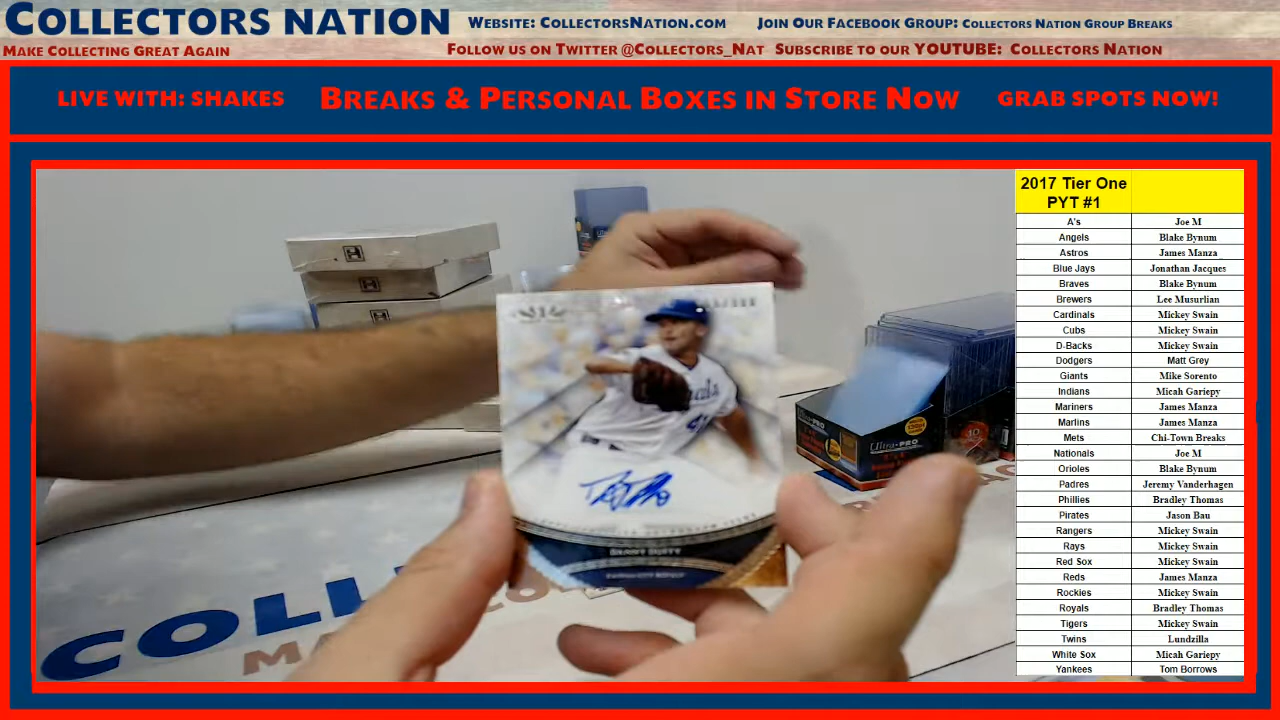 COLLECTORS NATION
WEBSITE: COLLECTORSNATION.COM
JOIN OUR FACEBOOK GROUP: COLLECTORS NATION GROUP BREAKS
MAKE COLLECTING GREAT AGAIN
FOLLOW US ON TWITTER @COLLECTORS_NAT SUBSCRIBE TO OUR YOUTUBE: COLLECTORS NATION
LIVE WITH: SHAKES
BREAKS & PERSONAL BOXES IN STORE NOW
GRAB SPOTS NOW!
2017 Tier One
PYT #1
A's Joe M
Angels Blake Bynum
Astros James Manza
Blue Jays Jonathan Jacques
Braves Blake Bynum
Brewers Lee Musurlian
Cardinals Mickey Swain
Cubs Mickey Swain
D-Backs Mickey Swain
Dodgers Matt Grey
Giants Mike Sorento
Indians Micah Gariepy
Mariners James Manza
Marlins James Manza
Mets Chi-Town Breaks
Nationals Joe M
Orioles Blake Bynum
Padres Jeremy Vanderhagen
Phillies Bradley Thomas
Pirates Jason Bau
Rangers Mickey Swain
Rays Mickey Swain
Red Sox Mickey Swain
Reds James Manza
Rockies Mickey Swain
Royals Bradley Thomas
Tigers Mickey Swain
Twins Lundzilla
White Sox Micah Gariepy
Yankees Tom Borrows
Ultra-PRO
Ultra-PRO
DANNY DUFFY
COLL